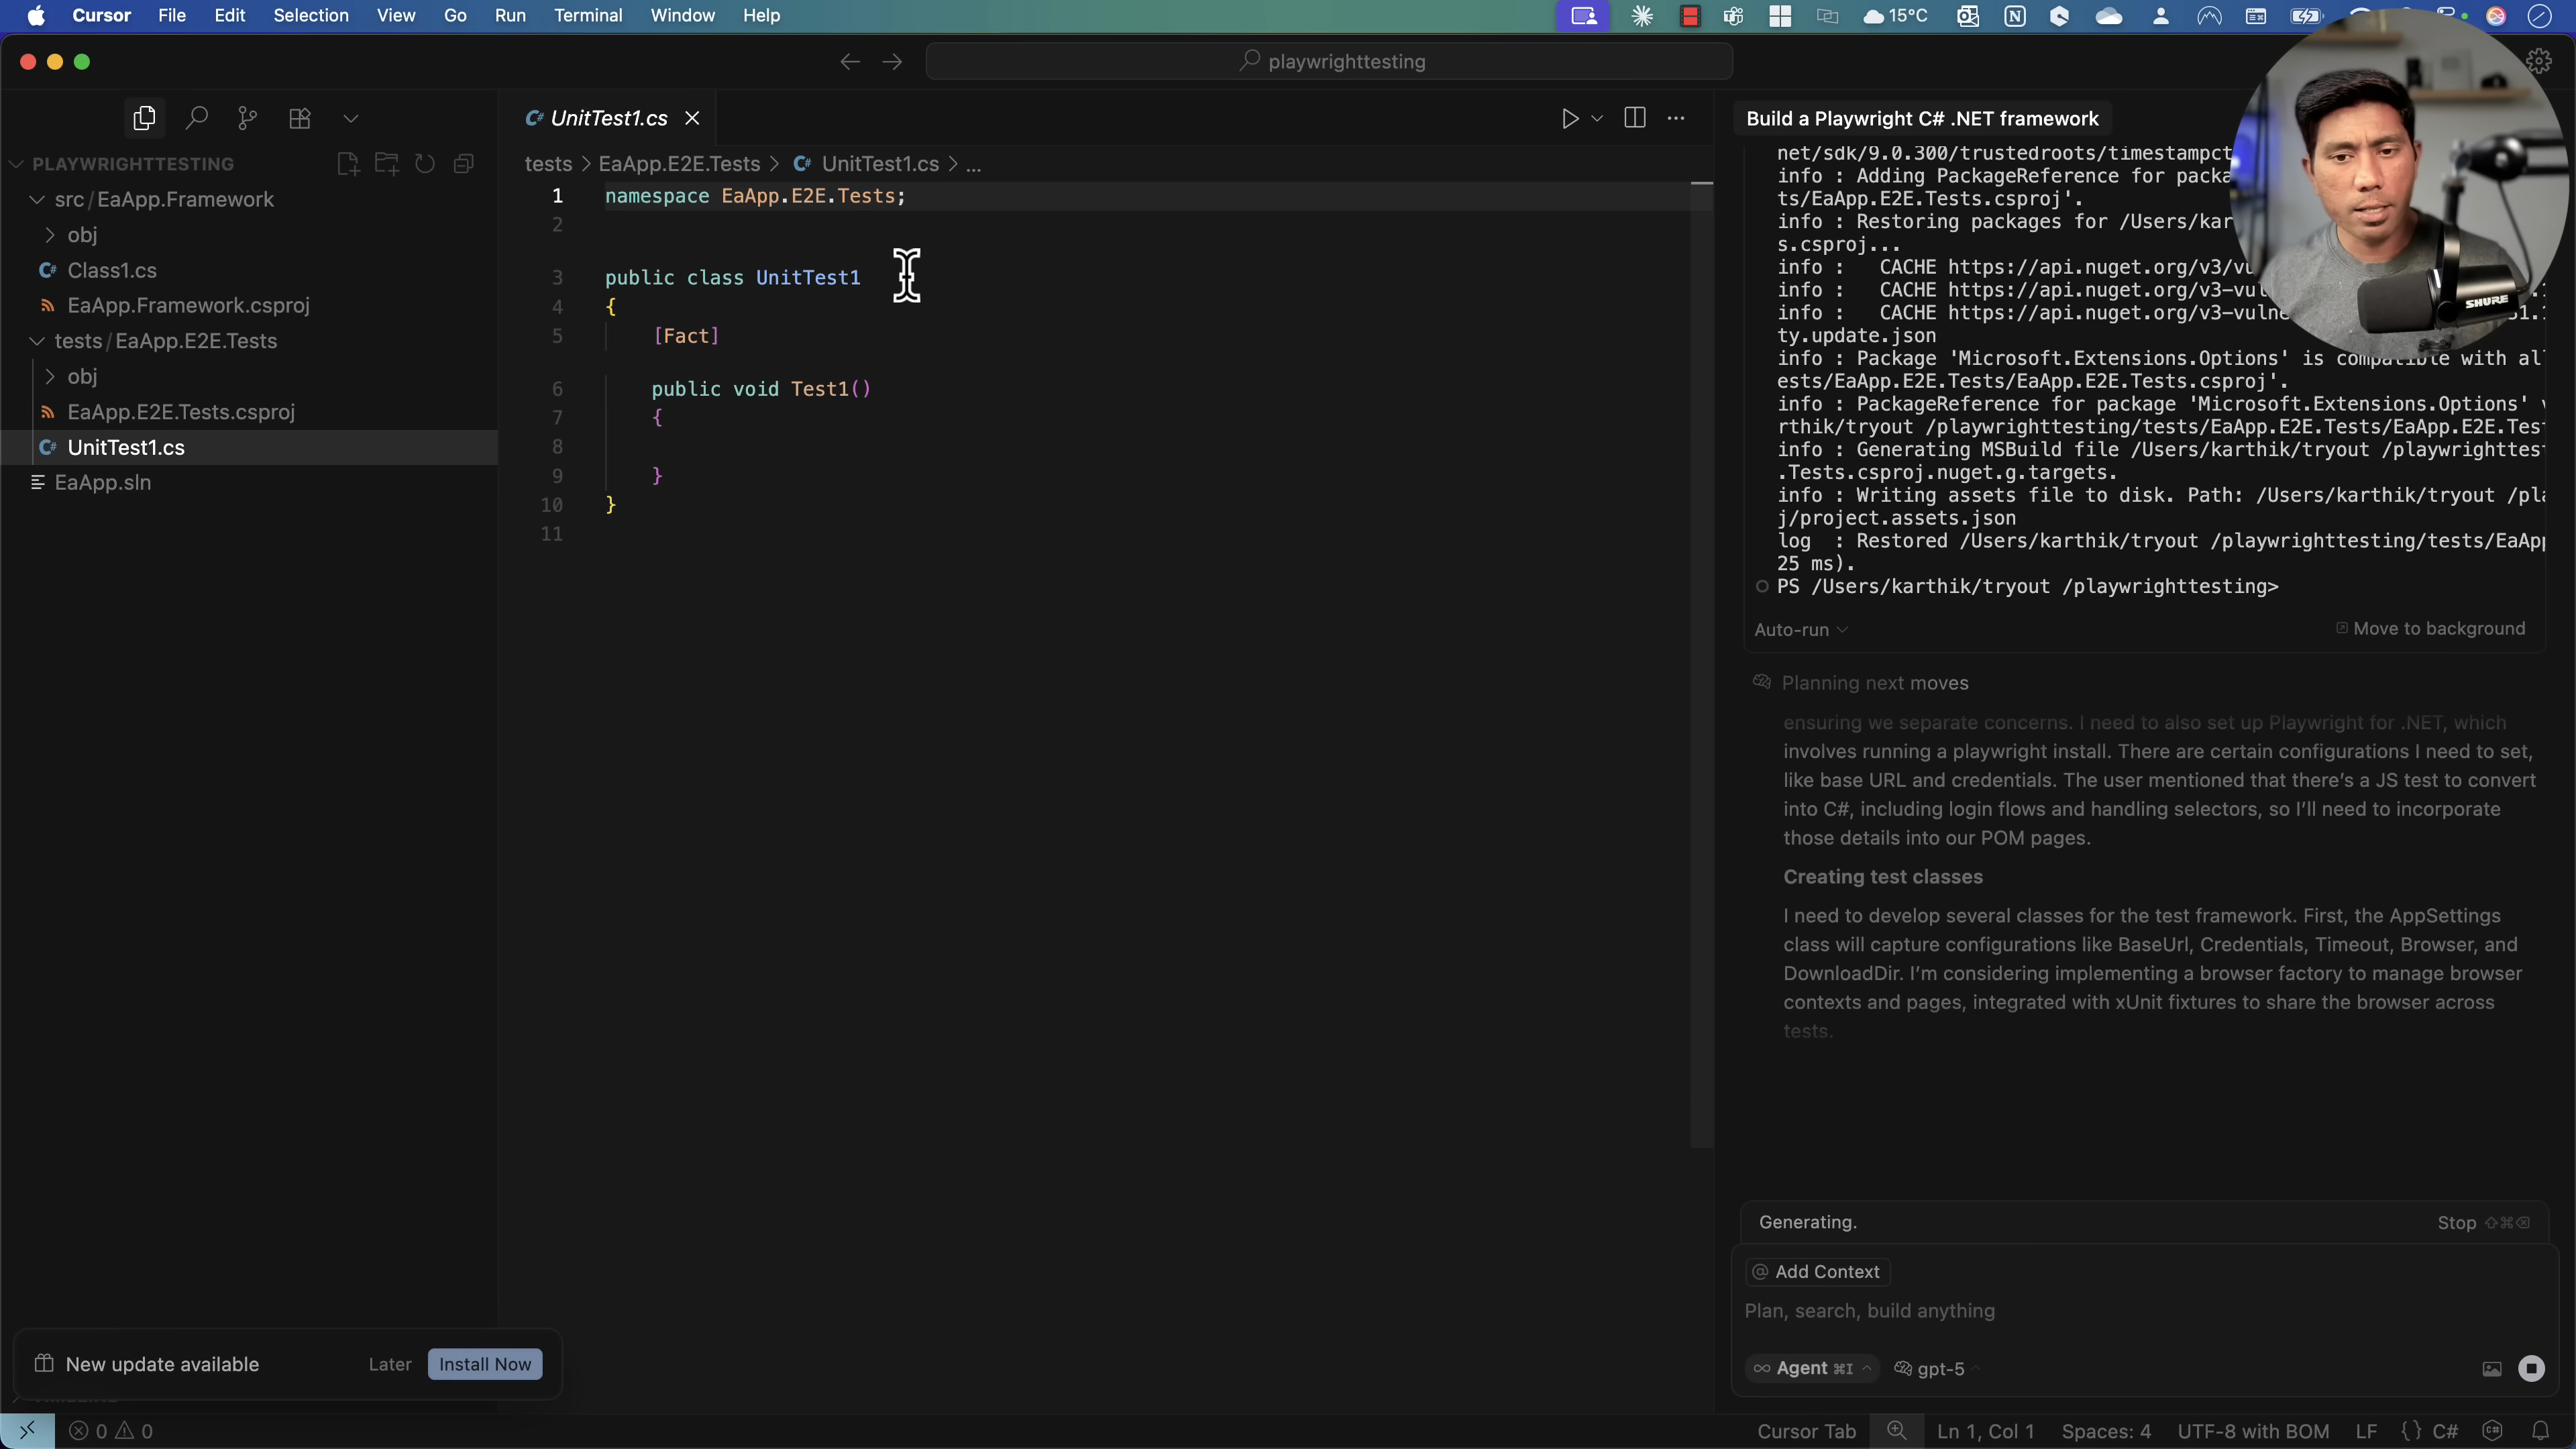 Cursor File Edit Selection View Go Run Terminal Window Help
15°C
playwrighttesting
PLAYWRIGHTTESTING
src/EaApp.Framework
obj
Class1.cs
EaApp.Framework.csproj
tests/EaApp.E2E.Tests
obj
EaApp.E2E.Tests.csproj
UnitTest1.cs
EaApp.sln
New update available
Later
Install Now
UnitTest1.cs
tests > EaApp.E2E.Tests > UnitTest1.cs > ...
1 namespace EaApp.E2E.Tests;
2
3 public class UnitTest1
4 {
5 [Fact]
6 public void Test1()
7 {
8
9 }
10 }
11
Build a Playwright C# .NET framework
net/sdk/9.0.300/trustedroots/timestampct
info : Adding PackageReference for packa
ts/EaApp.E2E.Tests.csproj'.
info : Restoring packages for /Users/kar
s.csproj...
info :   CACHE https://api.nuget.org/v3/vu
info :   CACHE https://api.nuget.org/v3-vul
info :   CACHE https://api.nuget.org/v3-vulne
ty.update.json
info : Package 'Microsoft.Extensions.Options' is compatible with al
ests/EaApp.E2E.Tests/EaApp.E2E.Tests.csproj'.
info : PackageReference for package 'Microsoft.Extensions.Options' v
rthik/tryout /playwrighttesting/tests/EaApp.E2E.Tests/EaApp.E2E.Tes
info : Generating MSBuild file /Users/karthik/tryout /playwrighttes
.Tests.csproj.nuget.g.targets.
info : Writing assets file to disk. Path: /Users/karthik/tryout /pla
j/project.assets.json
log  : Restored /Users/karthik/tryout /playwrighttesting/tests/EaAp
25 ms).
PS /Users/karthik/tryout /playwrighttesting>
Auto-run
Move to background
Planning next moves
ensuring we separate concerns. I need to also set up Playwright for .NET, which
involves running a playwright install. There are certain configurations I need to set,
like base URL and credentials. The user mentioned that there's a JS test to convert
into C#, including login flows and handling selectors, so I'll need to incorporate
those details into our POM pages.
Creating test classes
I need to develop several classes for the test framework. First, the AppSettings
class will capture configurations like BaseUrl, Credentials, Timeout, Browser, and
DownloadDir. I'm considering implementing a browser factory to manage browser
contexts and pages, integrated with xUnit fixtures to share the browser across
tests.
Generating.
Stop ⇧⌘⌫
@ Add Context
Plan, search, build anything
∞ Agent ⌘I
gpt-5
SHURE
0 0
Cursor Tab
Ln 1, Col 1
Spaces: 4
UTF-8 with BOM
LF
{} C#